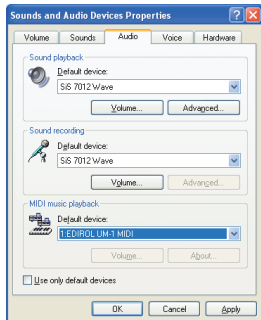 Sounds and Audio Devices Properties
Volume Sounds Audio Voice Hardware
Sound playback
Default device:
SiS 7012 Wave
Volume... Advanced...
Sound recording
Default device:
SiS 7012 Wave
Volume... Advanced...
MIDI music playback
Default device:
1:EDIROL UM-1 MIDI
Volume... About...
Use only default devices
OK Cancel Apply